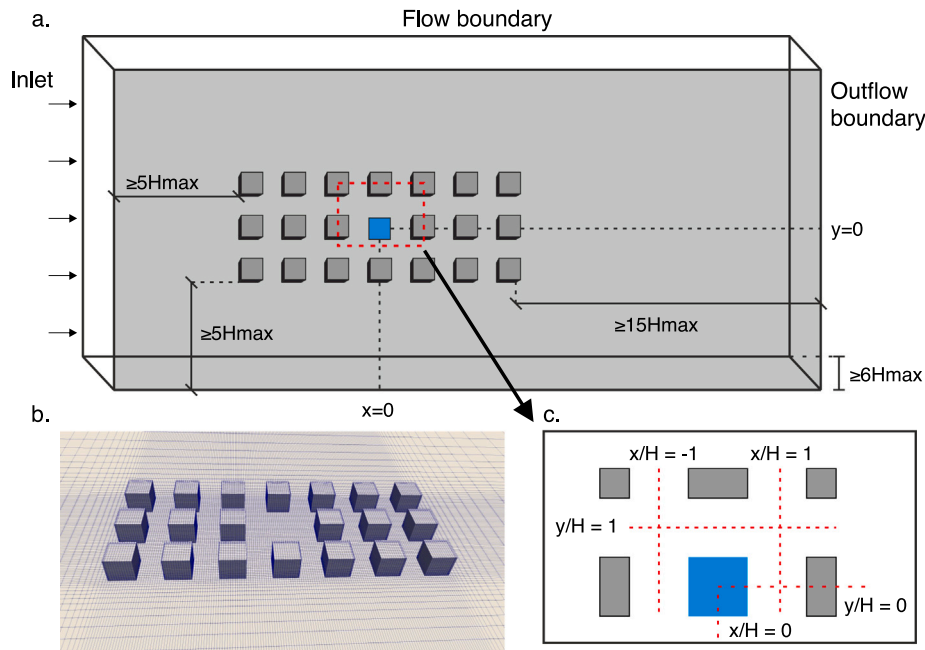 a.
Flow boundary
Inlet
Outflow
boundary
≥5Hmax
y=0
≥5Hmax
≥15Hmax
≥6Hmax
x=0
b.
c.
x/H = -1
x/H = 1
y/H = 1
y/H = 0
x/H = 0